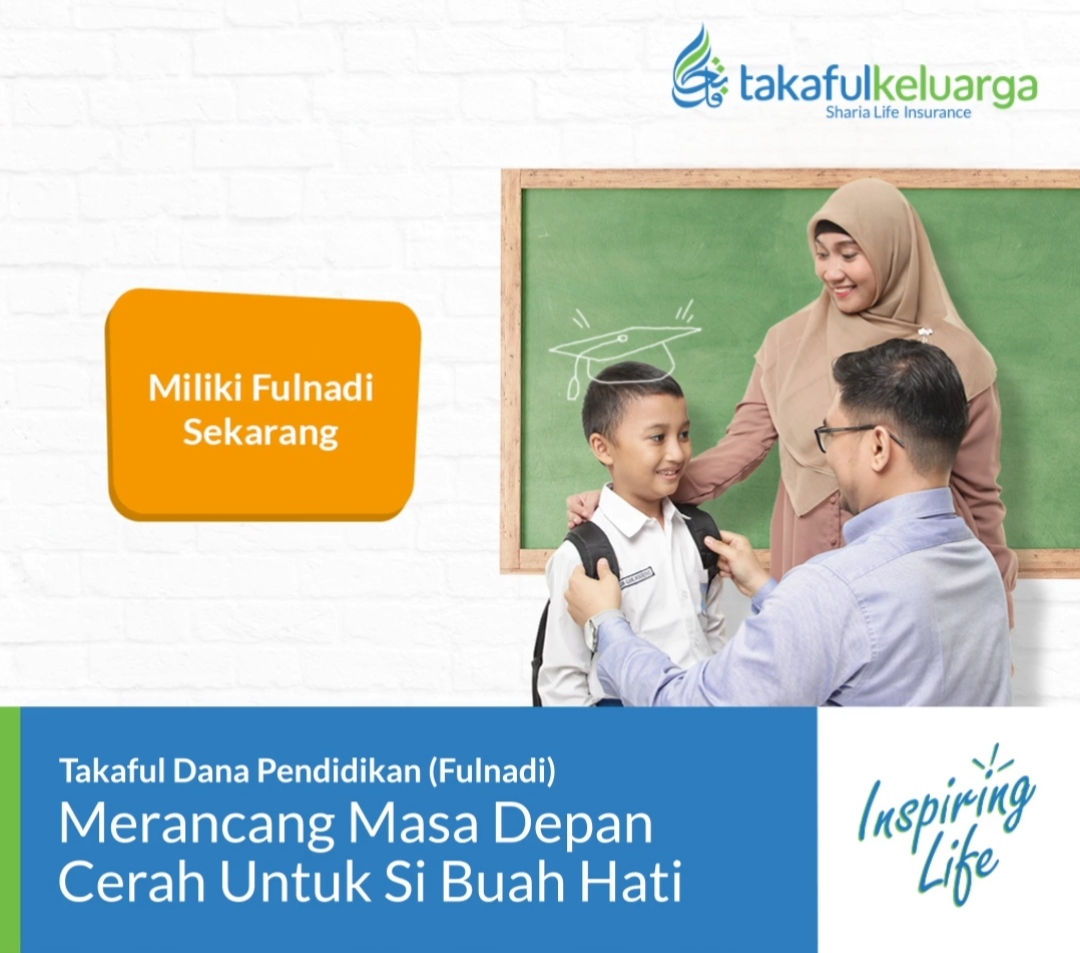 takafulkeluarga
Sharia Life Insurance
Miliki Fulnadi
Sekarang
Takaful Dana Pendidikan (Fulnadi)
Merancang Masa Depan
Cerah Untuk Si Buah Hati
Inspiring
Life